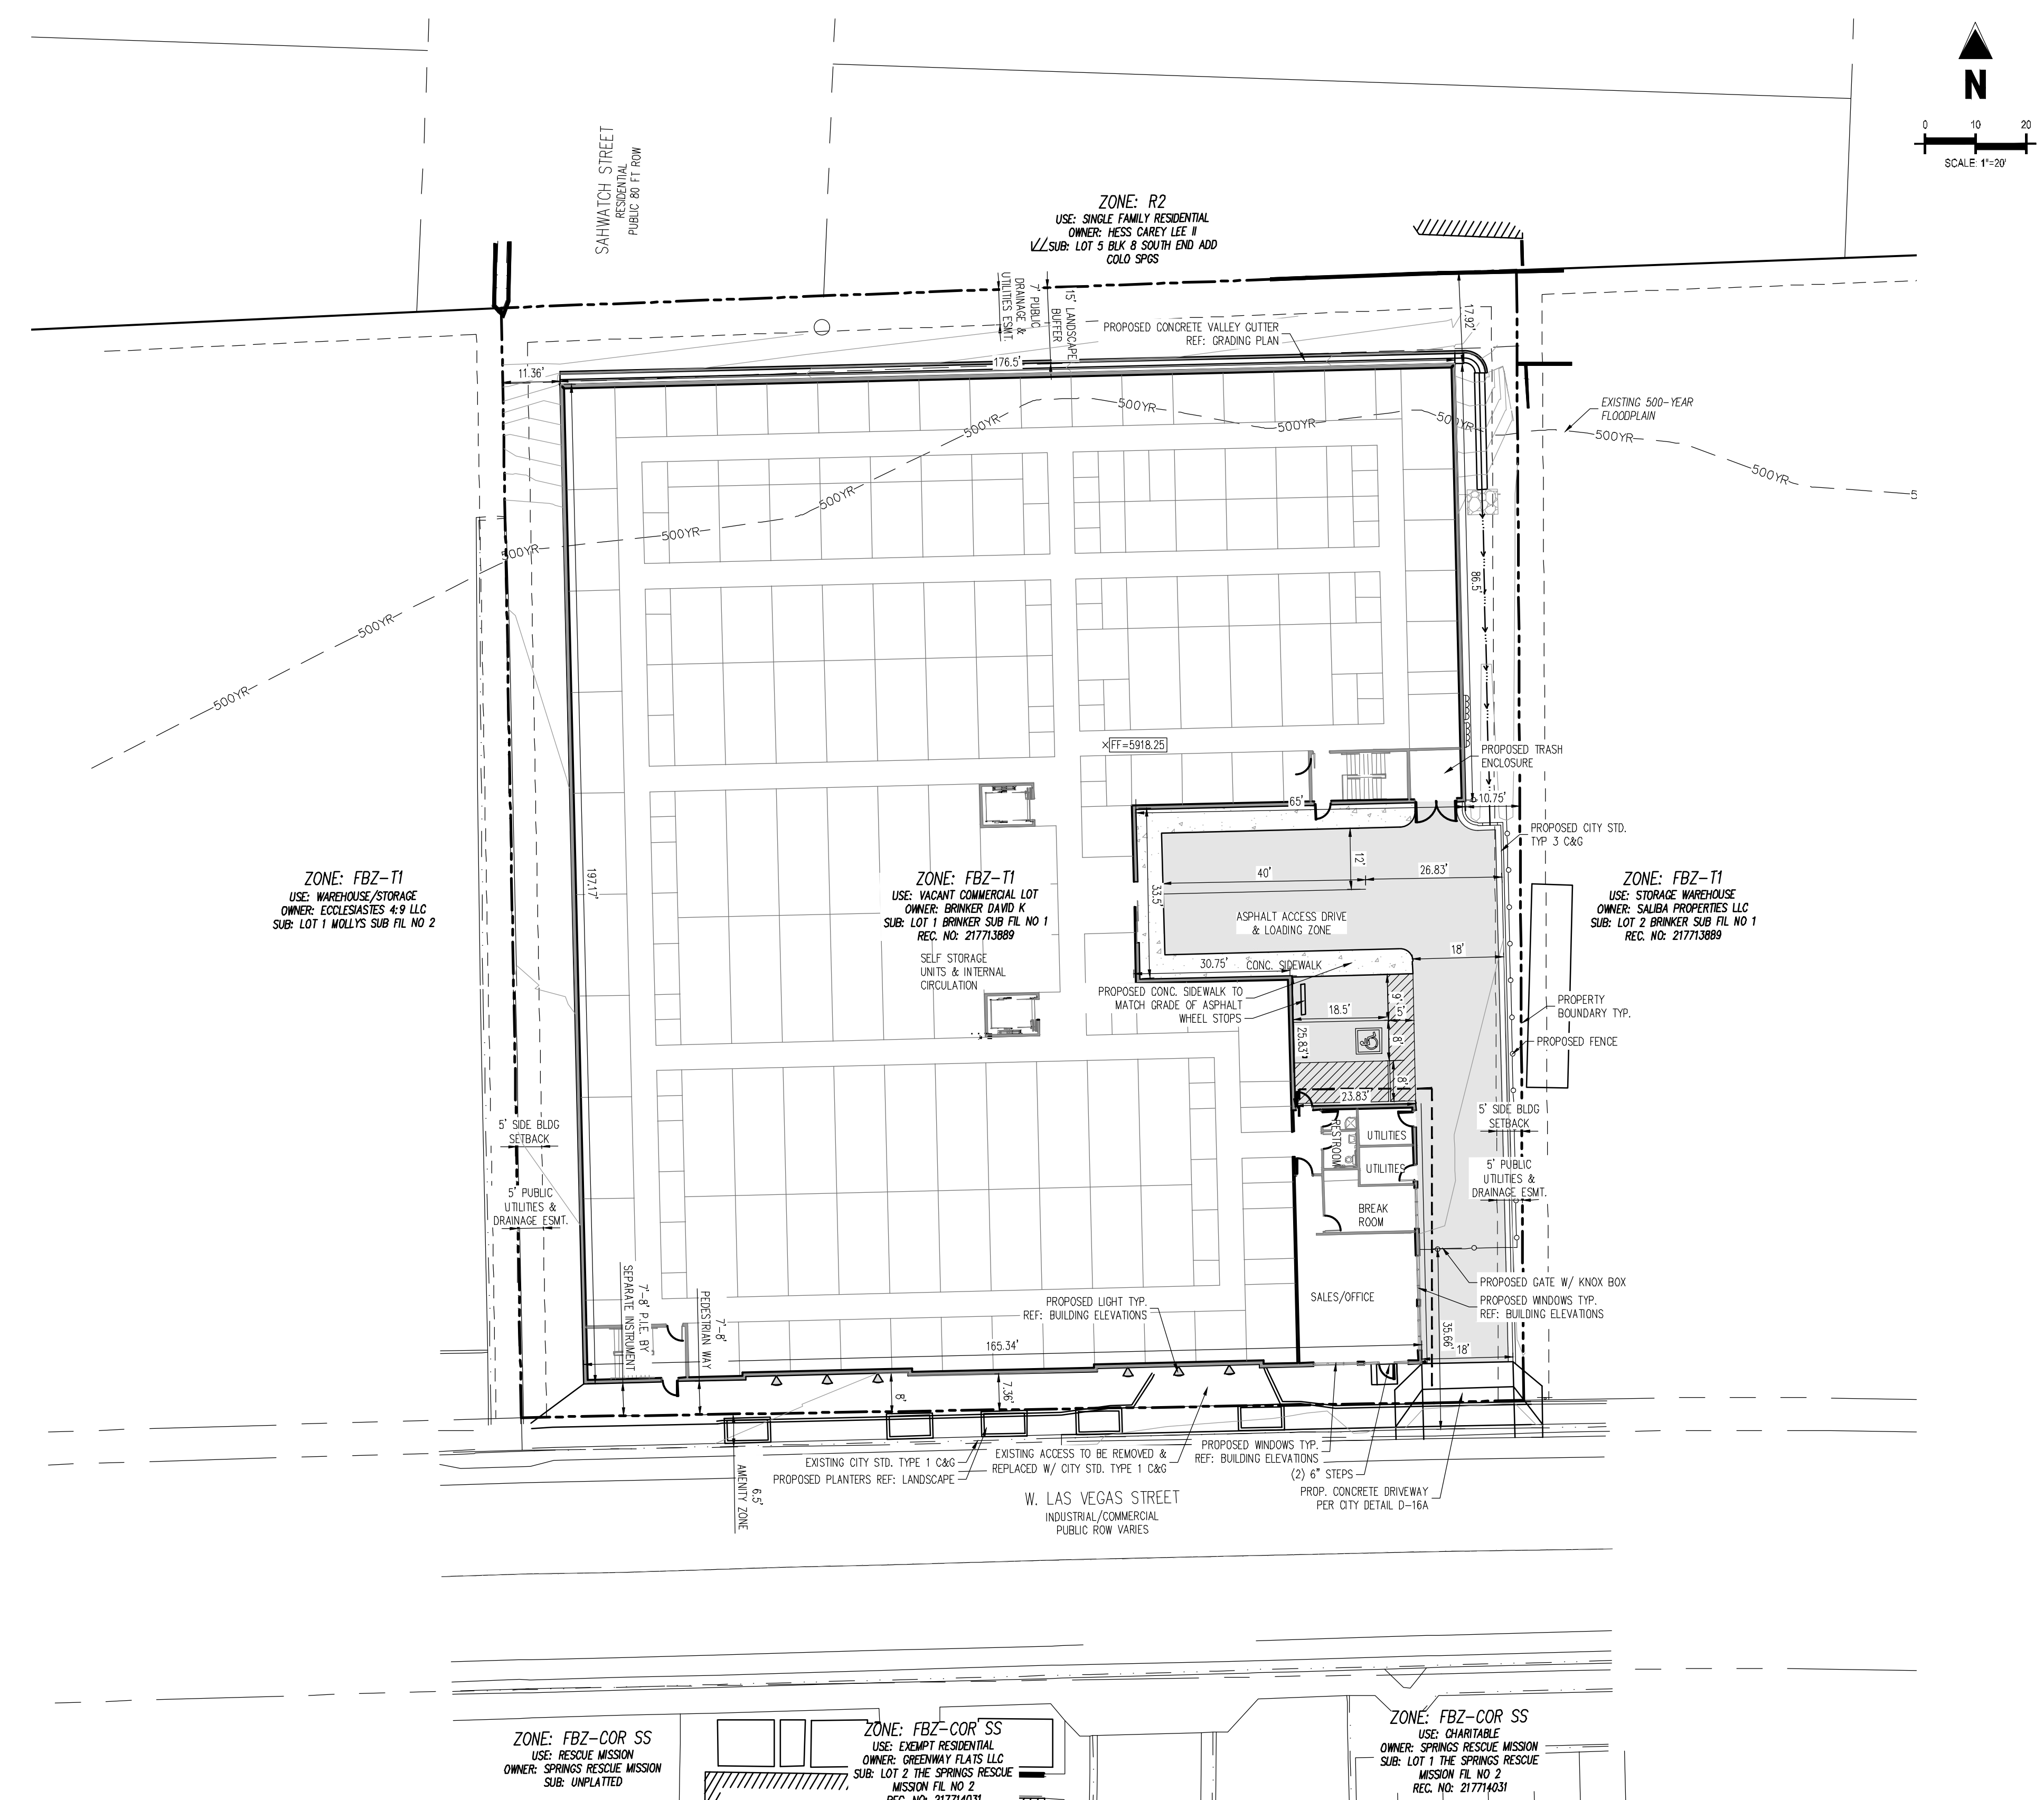 N
0 10 20
SCALE: 1"=20'
SAHWATCH STREET
RESIDENTIAL
PUBLIC 80 FT ROW
ZONE: R2
USE: SINGLE FAMILY RESIDENTIAL
OWNER: HESS CAREY LEE II
SUB: LOT 5 BLK 8 SOUTH END ADD
COLO SPGS
7' PUBLIC
DRAINAGE &
UTILITIES ESMT.
15' LANDSCAPE
BUFFER
PROPOSED CONCRETE VALLEY GUTTER
REF: GRADING PLAN
17.92'
11.36'
176.5'
EXISTING 500-YEAR
FLOODPLAIN
500YR
500YR
500YR
500YR
500YR
500YR
500YR
500YR
500YR
500YR
500YR
86.5'
FF=5918.25
PROPOSED TRASH
ENCLOSURE
65'
10.75'
PROPOSED CITY STD.
TYP 3 C&G
12'
40'
26.83'
33.5'
197.17'
ASPHALT ACCESS DRIVE
& LOADING ZONE
ZONE: FBZ-T1
USE: WAREHOUSE/STORAGE
OWNER: ECCLESIASTES 4:9 LLC
SUB: LOT 1 MOLLYS SUB FIL NO 2
ZONE: FBZ-T1
USE: VACANT COMMERCIAL LOT
OWNER: BRINKER DAVID K
SUB: LOT 1 BRINKER SUB FIL NO 1
REC. NO: 217713889
SELF STORAGE
UNITS & INTERNAL
CIRCULATION
ZONE: FBZ-T1
USE: STORAGE WAREHOUSE
OWNER: SALIBA PROPERTIES LLC
SUB: LOT 2 BRINKER SUB FIL NO 1
REC. NO: 217713889
18'
30.75'
CONC. SIDEWALK
PROPOSED CONC. SIDEWALK TO
MATCH GRADE OF ASPHALT
WHEEL STOPS
18.5'
9'
5'
25.83'
8'
8'
23.83'
PROPERTY
BOUNDARY TYP.
PROPOSED FENCE
5' SIDE BLDG
SETBACK
5' SIDE BLDG
SETBACK
RESTROOM
UTILITIES
UTILITIES
BREAK
ROOM
5' PUBLIC
UTILITIES &
DRAINAGE ESMT.
5' PUBLIC
UTILITIES &
DRAINAGE ESMT.
7'-8' P.I.E. BY
SEPARATE INSTRUMENT
7'-8'
PEDESTRIAN WAY
PROPOSED LIGHT TYP.
REF: BUILDING ELEVATIONS
SALES/OFFICE
PROPOSED GATE W/ KNOX BOX
PROPOSED WINDOWS TYP.
REF: BUILDING ELEVATIONS
165.34'
35.66'
18'
8'
7.36'
6.5'
AMENITY ZONE
EXISTING CITY STD. TYPE 1 C&G
PROPOSED PLANTERS REF: LANDSCAPE
EXISTING ACCESS TO BE REMOVED &
REPLACED W/ CITY STD. TYPE 1 C&G
PROPOSED WINDOWS TYP.
REF: BUILDING ELEVATIONS
(2) 6" STEPS
PROP. CONCRETE DRIVEWAY
PER CITY DETAIL D-16A
W. LAS VEGAS STREET
INDUSTRIAL/COMMERCIAL
PUBLIC ROW VARIES
ZONE: FBZ-COR SS
USE: RESCUE MISSION
OWNER: SPRINGS RESCUE MISSION
SUB: UNPLATTED
ZONE: FBZ-COR SS
USE: EXEMPT RESIDENTIAL
OWNER: GREENWAY FLATS LLC
SUB: LOT 2 THE SPRINGS RESCUE
MISSION FIL NO 2
REC. NO: 217714031
ZONE: FBZ-COR SS
USE: CHARITABLE
OWNER: SPRINGS RESCUE MISSION
SUB: LOT 1 THE SPRINGS RESCUE
MISSION FIL NO 2
REC. NO: 217714031